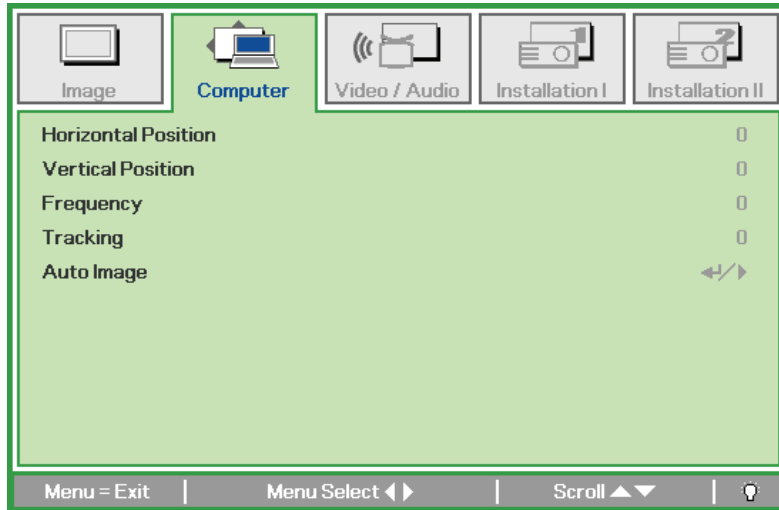 Image Computer Video / Audio Installation I Installation II
Horizontal Position 0
Vertical Position 0
Frequency 0
Tracking 0
Auto Image
Menu = Exit Menu Select Scroll